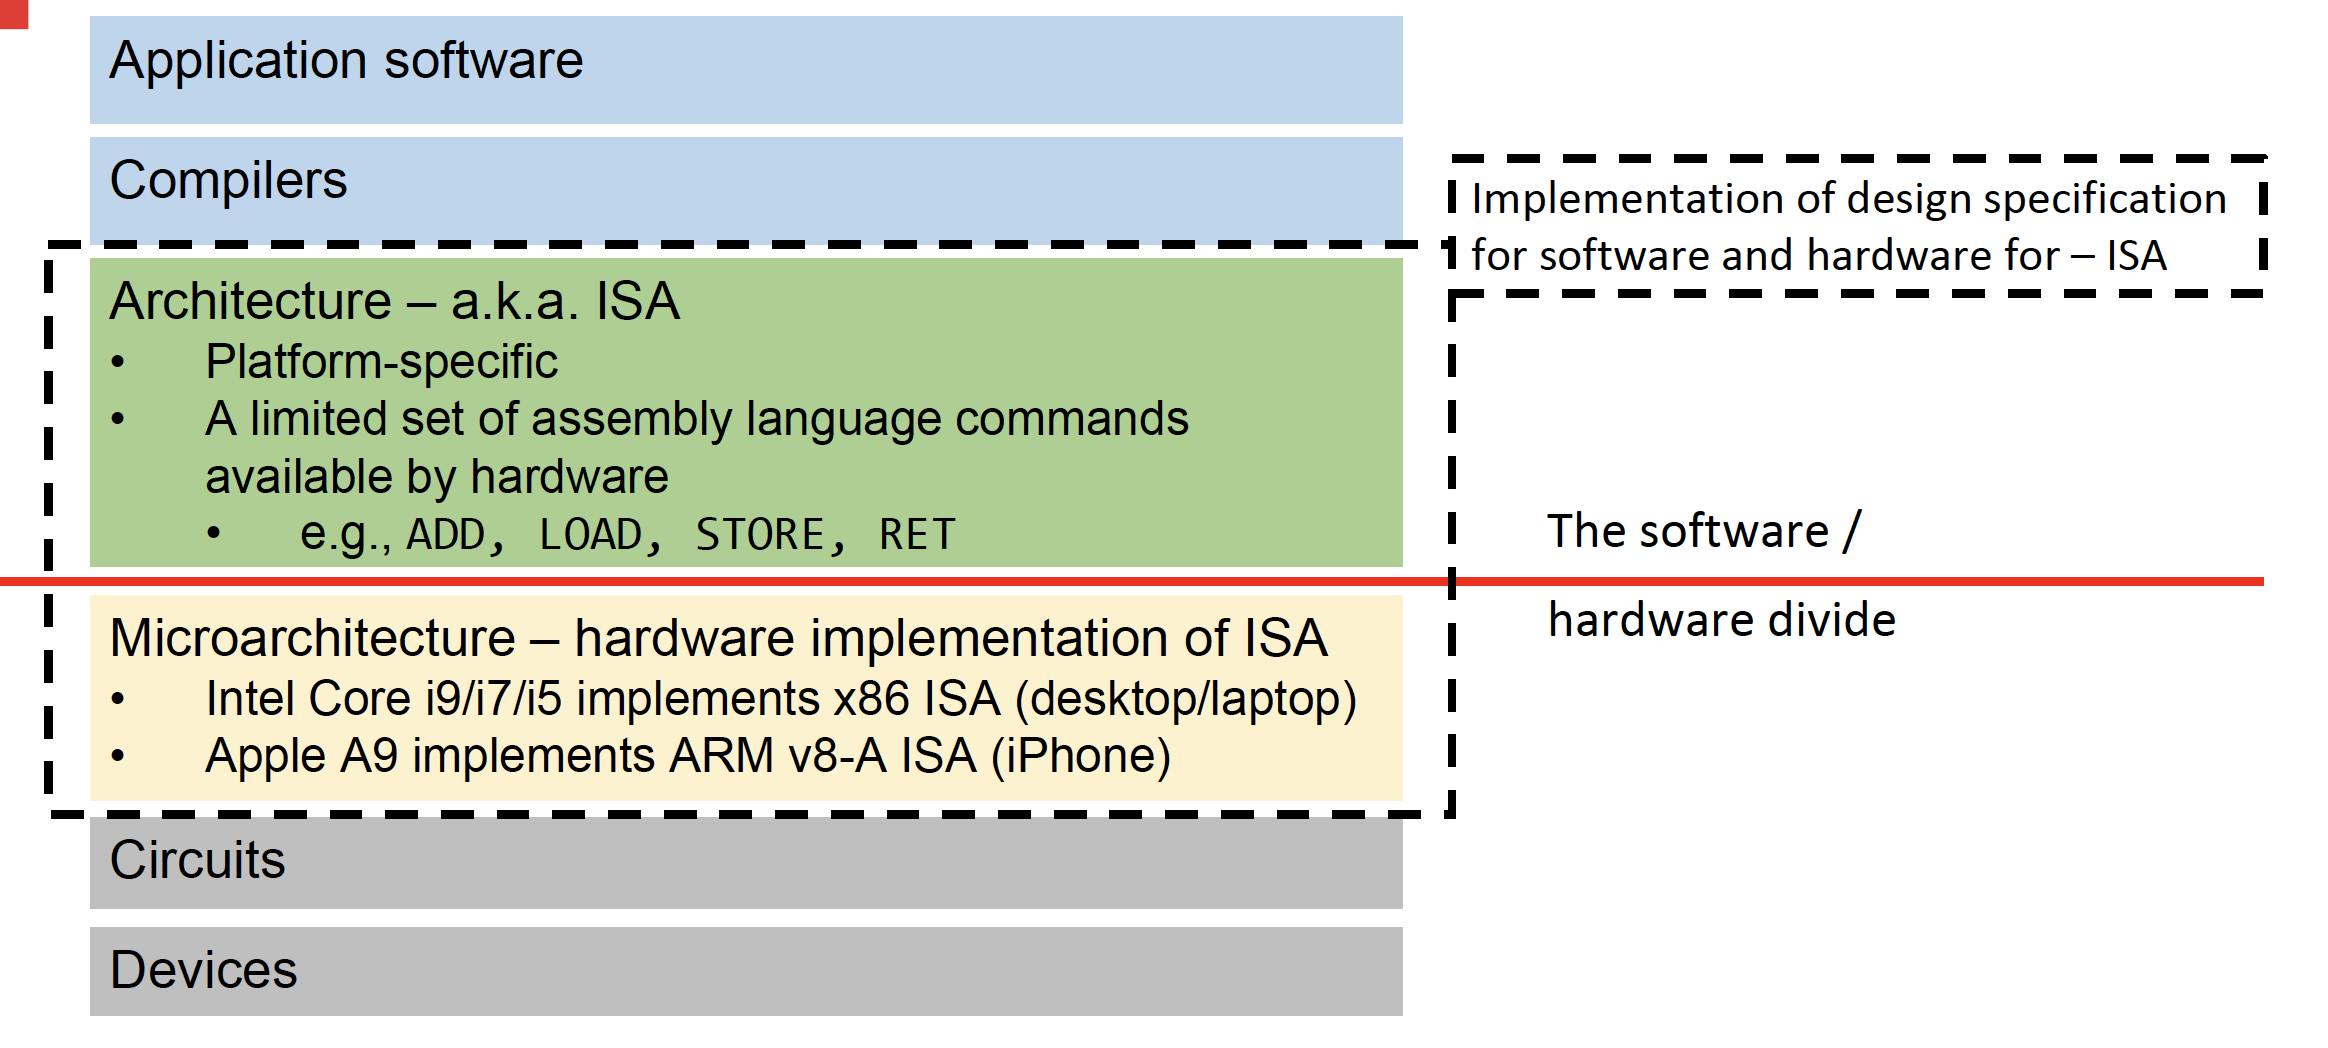 Application software
Compilers
Implementation of design specification
for software and hardware for – ISA
Architecture – a.k.a. ISA
• Platform-specific
• A limited set of assembly language commands
available by hardware
• e.g., ADD, LOAD, STORE, RET
The software /
hardware divide
Microarchitecture – hardware implementation of ISA
• Intel Core i9/i7/i5 implements x86 ISA (desktop/laptop)
• Apple A9 implements ARM v8-A ISA (iPhone)
Circuits
Devices